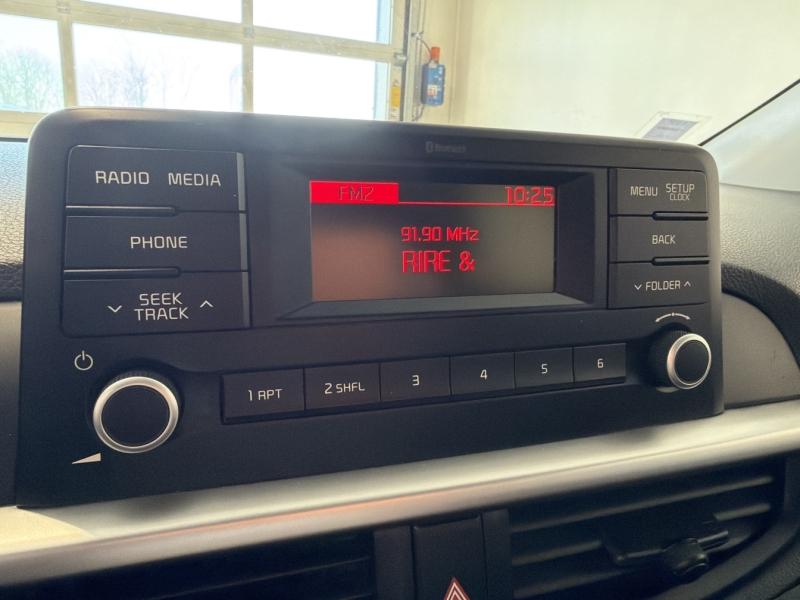 Bluetooth
RADIO MEDIA
PHONE
SEEK
TRACK
FM2 10:25
91.90 MHz
RIRE &
MENU SETUP
CLOCK
BACK
FOLDER
1 RPT 2 SHFL 3 4 5 6